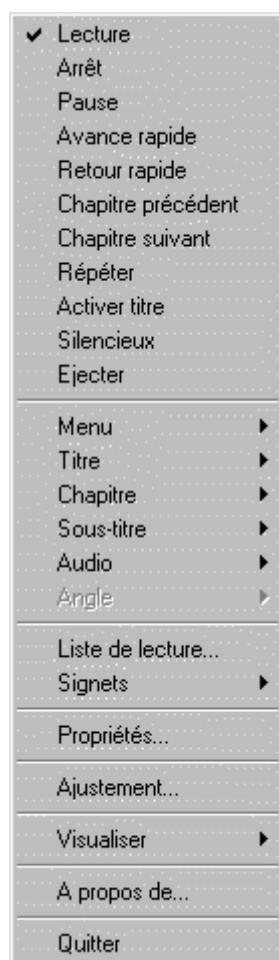 Lecture
Arrêt
Pause
Avance rapide
Retour rapide
Chapitre précédent
Chapitre suivant
Répéter
Activer titre
Silencieux
Ejecter
Menu
Titre
Chapitre
Sous-titre
Audio
Angle
Liste de lecture...
Signets
Propriétés...
Ajustement...
Visualiser
A propos de...
Quitter